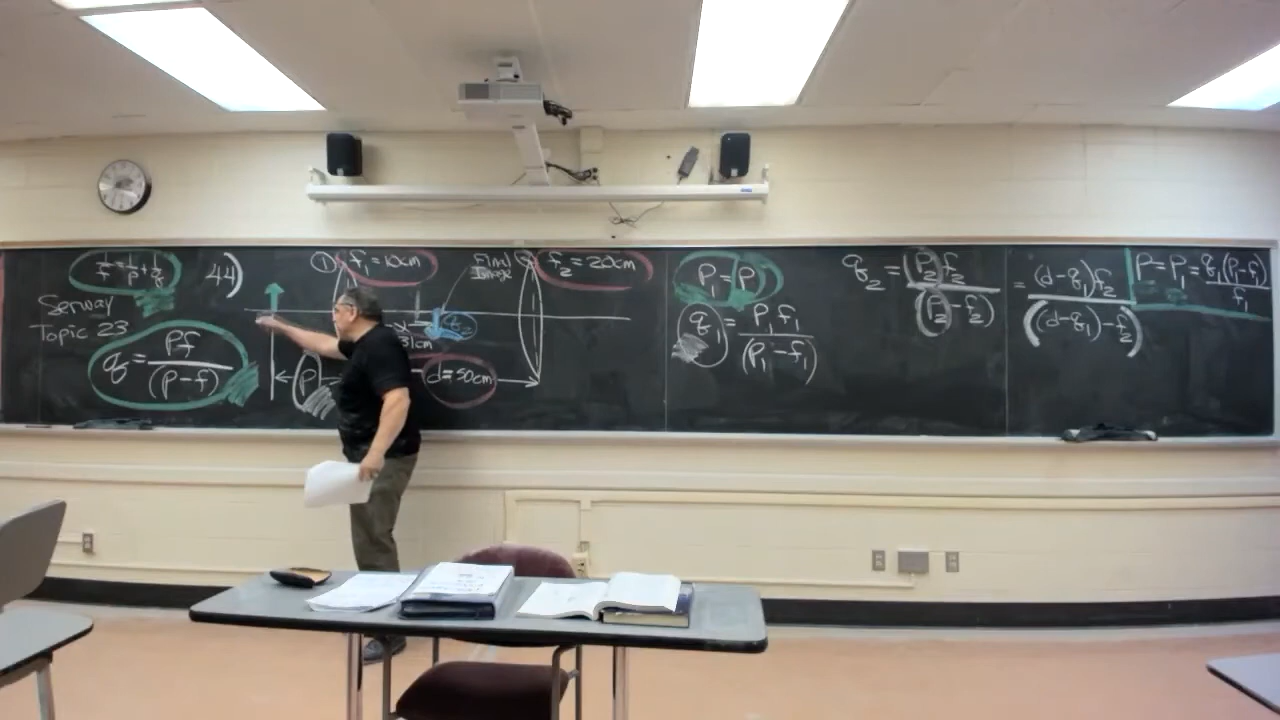 1/f = 1/p + 1/q
Serway
Topic 23
q = pf/(p-f)
44)
① f₁ = 10cm
Final
Image
f₂ = 20cm
q₂
31cm
p
d = 50cm
P₁ = P
q₁ = P₁f₁/(P₁-f₁)
q₂ = P₂f₂/(P₂-f₂) = (d-q₁)f₂/((d-q₁)-f₂)
P = P₁ = q₁(P₁-f₁)/f₁